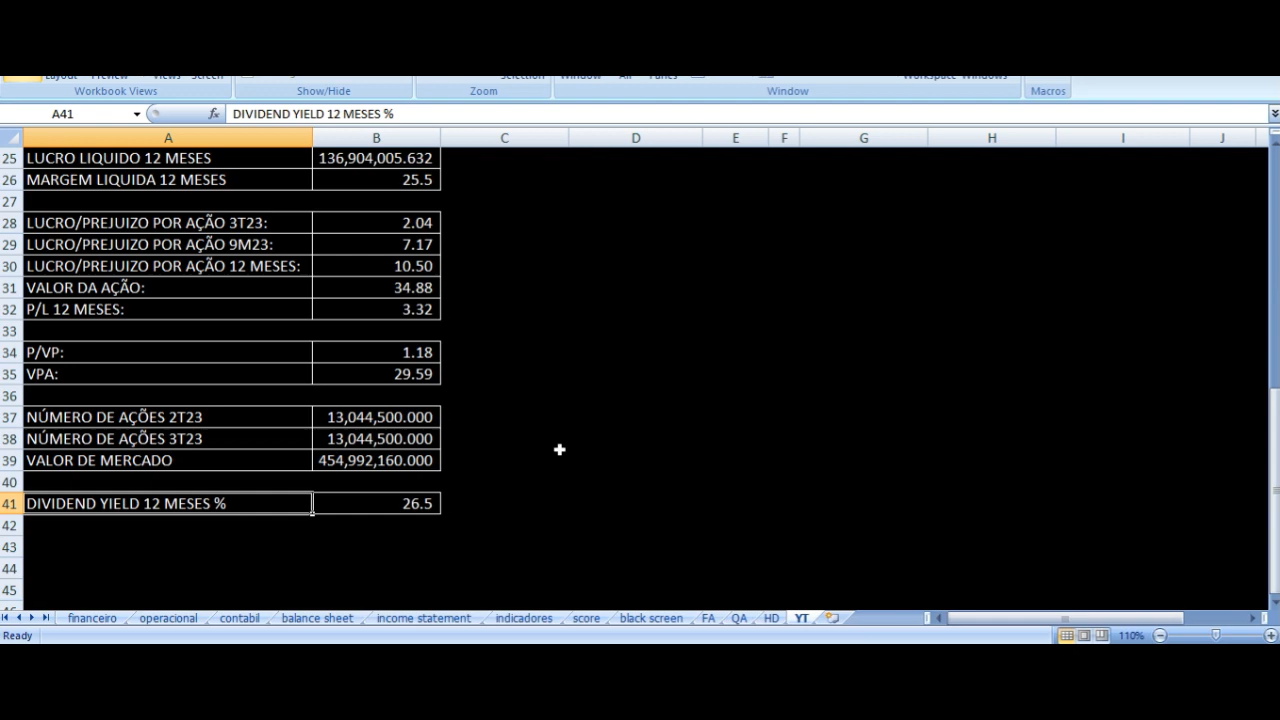 Workbook Views Show/Hide Zoom Window Macros
A41 fx DIVIDEND YIELD 12 MESES %
A B C D E F G H I J
25 LUCRO LIQUIDO 12 MESES 136,904,005.632
26 MARGEM LIQUIDA 12 MESES 25.5
27
28 LUCRO/PREJUIZO POR AÇÃO 3T23: 2.04
29 LUCRO/PREJUIZO POR AÇÃO 9M23: 7.17
30 LUCRO/PREJUIZO POR AÇÃO 12 MESES: 10.50
31 VALOR DA AÇÃO: 34.88
32 P/L 12 MESES: 3.32
33
34 P/VP: 1.18
35 VPA: 29.59
36
37 NÚMERO DE AÇÕES 2T23 13,044,500.000
38 NÚMERO DE AÇÕES 3T23 13,044,500.000
39 VALOR DE MERCADO 454,992,160.000
40
41 DIVIDEND YIELD 12 MESES % 26.5
42
43
44
45
financeiro operacional contabil balance sheet income statement indicadores score black screen FA QA HD YT
Ready 110%